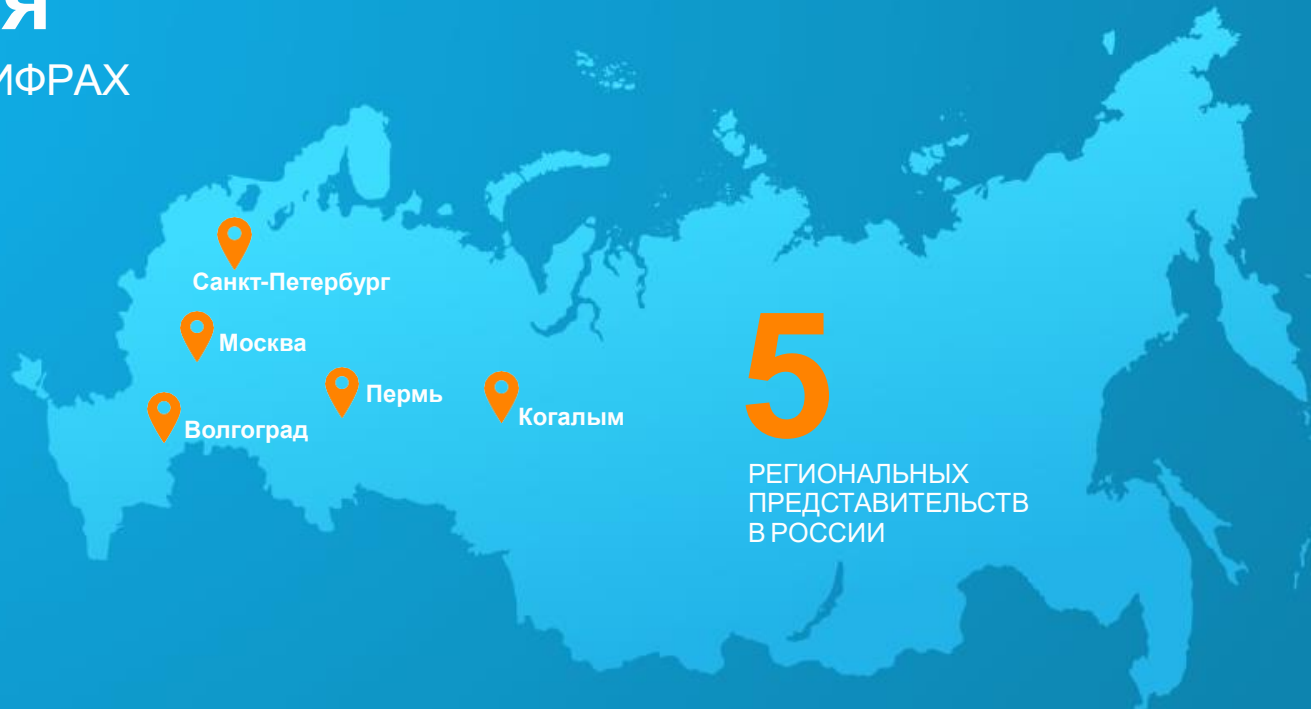 Я
ИФРАХ
Санкт-Петербург
Москва
Пермь
Когалым
Волгоград
5
РЕГИОНАЛЬНЫХ
ПРЕДСТАВИТЕЛЬСТВ
В РОССИИ